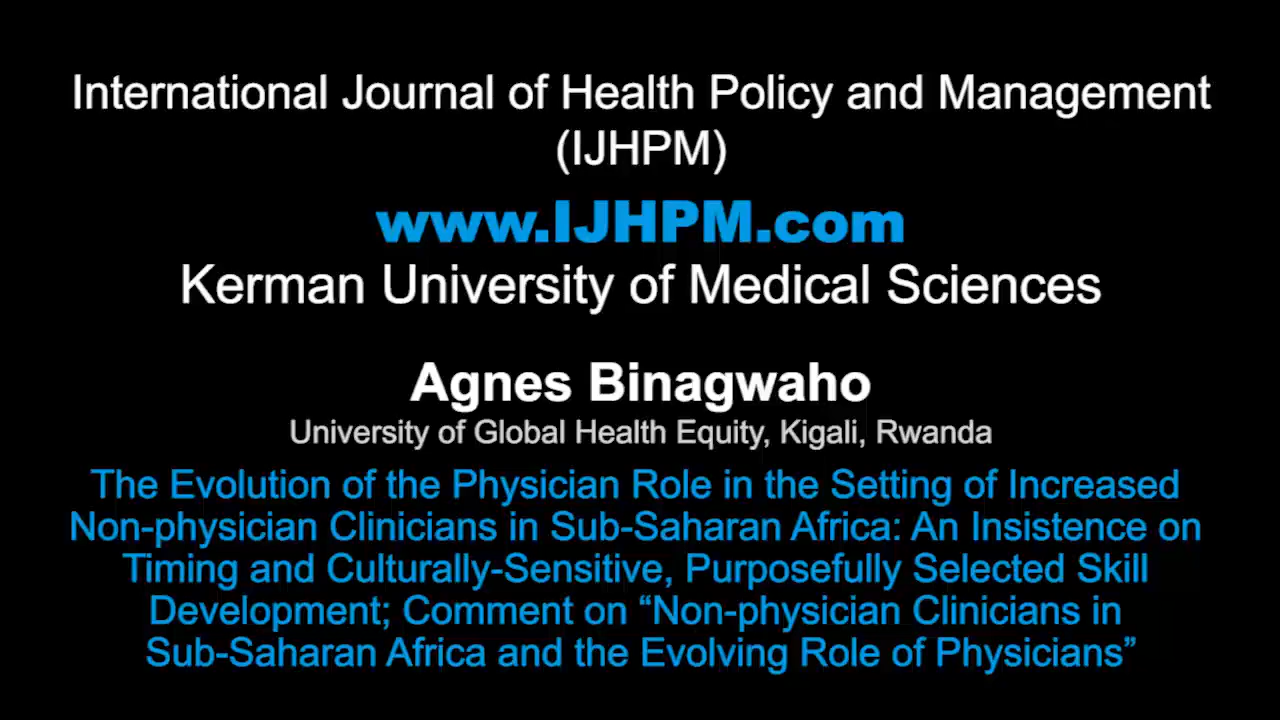 International Journal of Health Policy and Management
(IJHPM)
www.IJHPM.com
Kerman University of Medical Sciences
Agnes Binagwaho
University of Global Health Equity, Kigali, Rwanda
The Evolution of the Physician Role in the Setting of Increased
Non-physician Clinicians in Sub-Saharan Africa: An Insistence on
Timing and Culturally-Sensitive, Purposefully Selected Skill
Development; Comment on “Non-physician Clinicians in
Sub-Saharan Africa and the Evolving Role of Physicians”